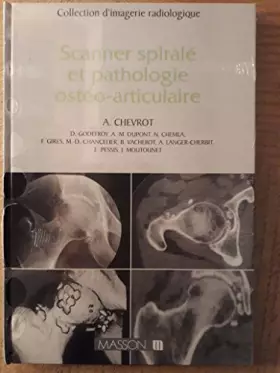 Collection d'imagerie radiologique
Scanner spiralé
et pathologie
ostéo-articulaire
A. CHEVROT
D. GODEFROY, A. M. DUPONT, N. CHEMLA,
F. GIRES, M. D. CHANCELIER, B. VACHEROT, A. LANGER-CHERBIT,
E. PESSIS, J. MOUTOUNET
MASSON